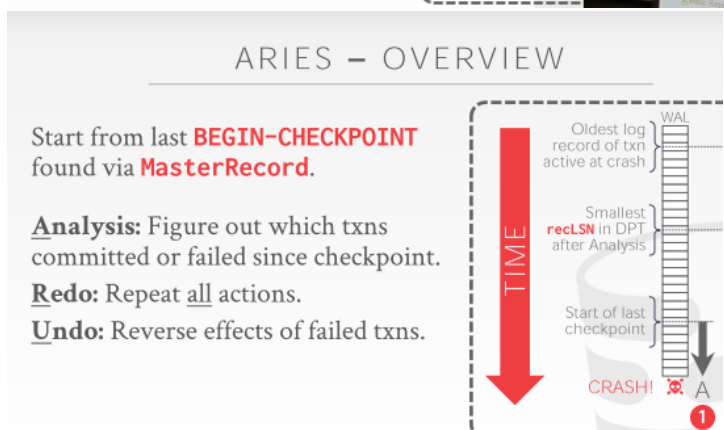 ARIES – OVERVIEW
Start from last BEGIN-CHECKPOINT
found via MasterRecord.
Analysis: Figure out which txns
committed or failed since checkpoint.
Redo: Repeat all actions.
Undo: Reverse effects of failed txns.
TIME
WAL
Oldest log
record of txn
active at crash
Smallest
recLSN in DPT
after Analysis
Start of last
checkpoint
CRASH!
A
1